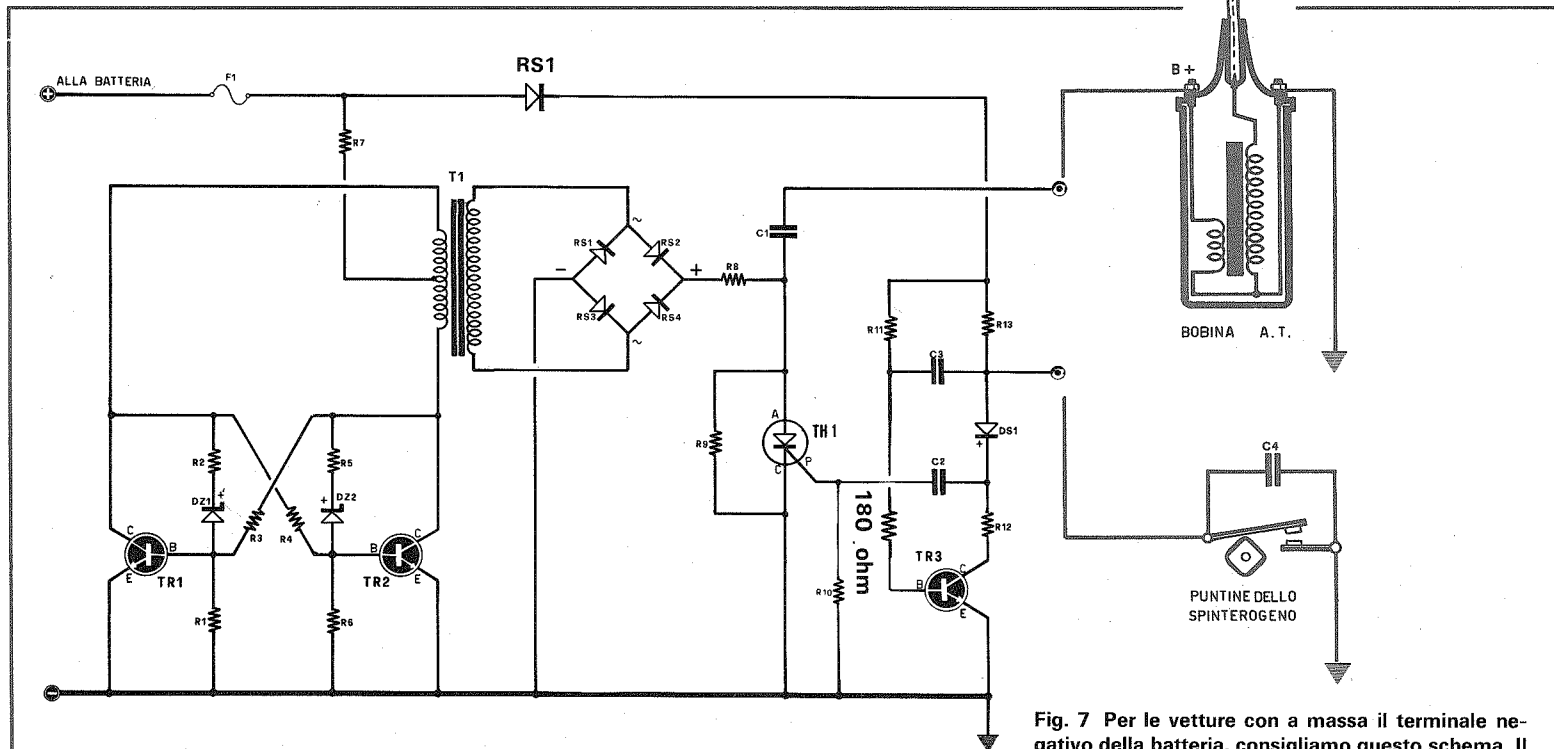 B+
RS1
ALLA BATTERIA
F1
+
R7
T1
~
C1
RS1
RS2
-
+
R8
RS3
RS4
~
BOBINA A.T.
R11
R13
C3
A
TH 1
DS1
+
R9
C
P
C2
C4
R2
R5
+
DZ1
+
DZ2
R3
R4
180 ohm
R12
C
B
TR1
E
B
C
TR2
E
TR3
C
B
E
R10
PUNTINE DELLO
SPINTEROGENO
R1
R6
-
Fig. 7 Per le vetture con a massa il terminale ne-
gativo della batteria, consigliamo questo schema. Il